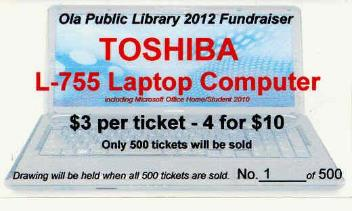 Ola Public Library 2012 Fundraiser
TOSHIBA
L-755 Laptop Computer
including Microsoft Office Home/Student 2010
$3 per ticket - 4 for $10
Only 500 tickets will be sold
Drawing will be held when all 500 tickets are sold. No. 1 of 500